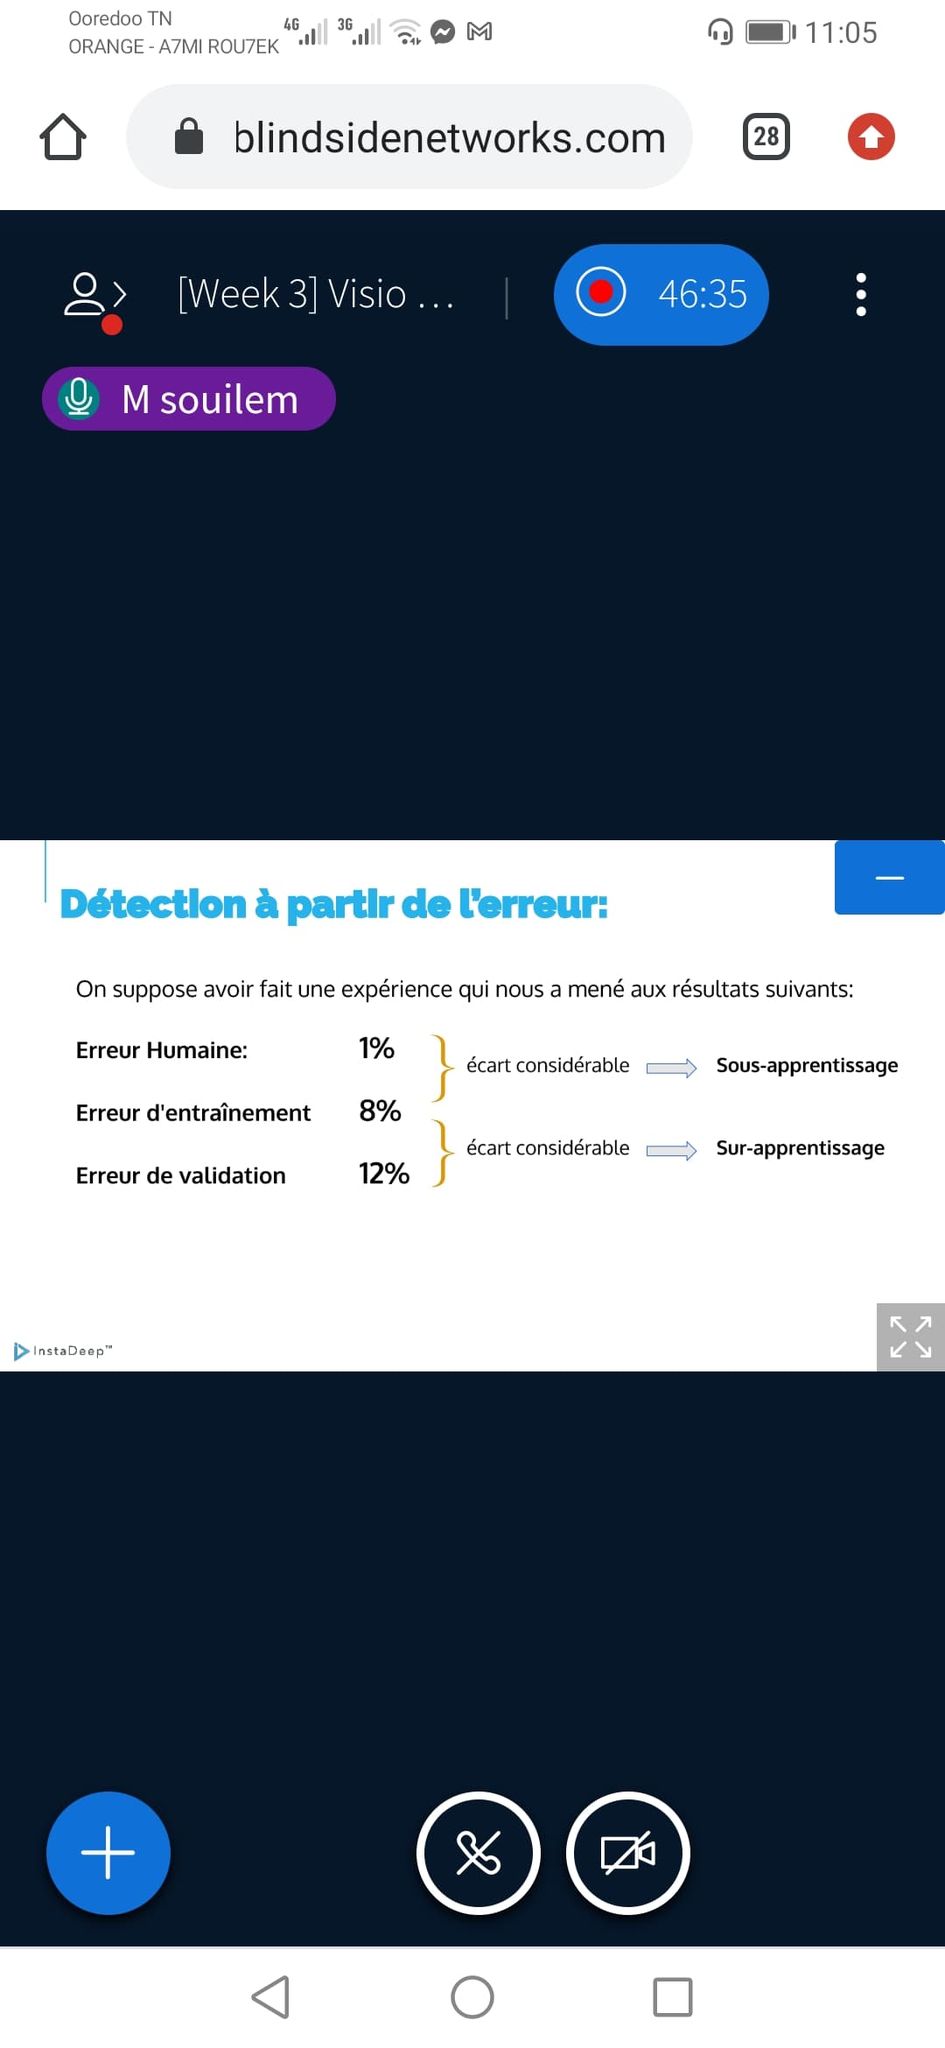 Ooredoo TN
ORANGE - A7MI ROU7EK
4G 3G 11:05
blindsidenetworks.com 28
[Week 3] Visio ... | 46:35
M souilem
Détection à partir de l'erreur:
On suppose avoir fait une expérience qui nous a mené aux résultats suivants:
Erreur Humaine: 1%
écart considérable Sous-apprentissage
Erreur d'entraînement 8%
écart considérable Sur-apprentissage
Erreur de validation 12%
InstaDeep™